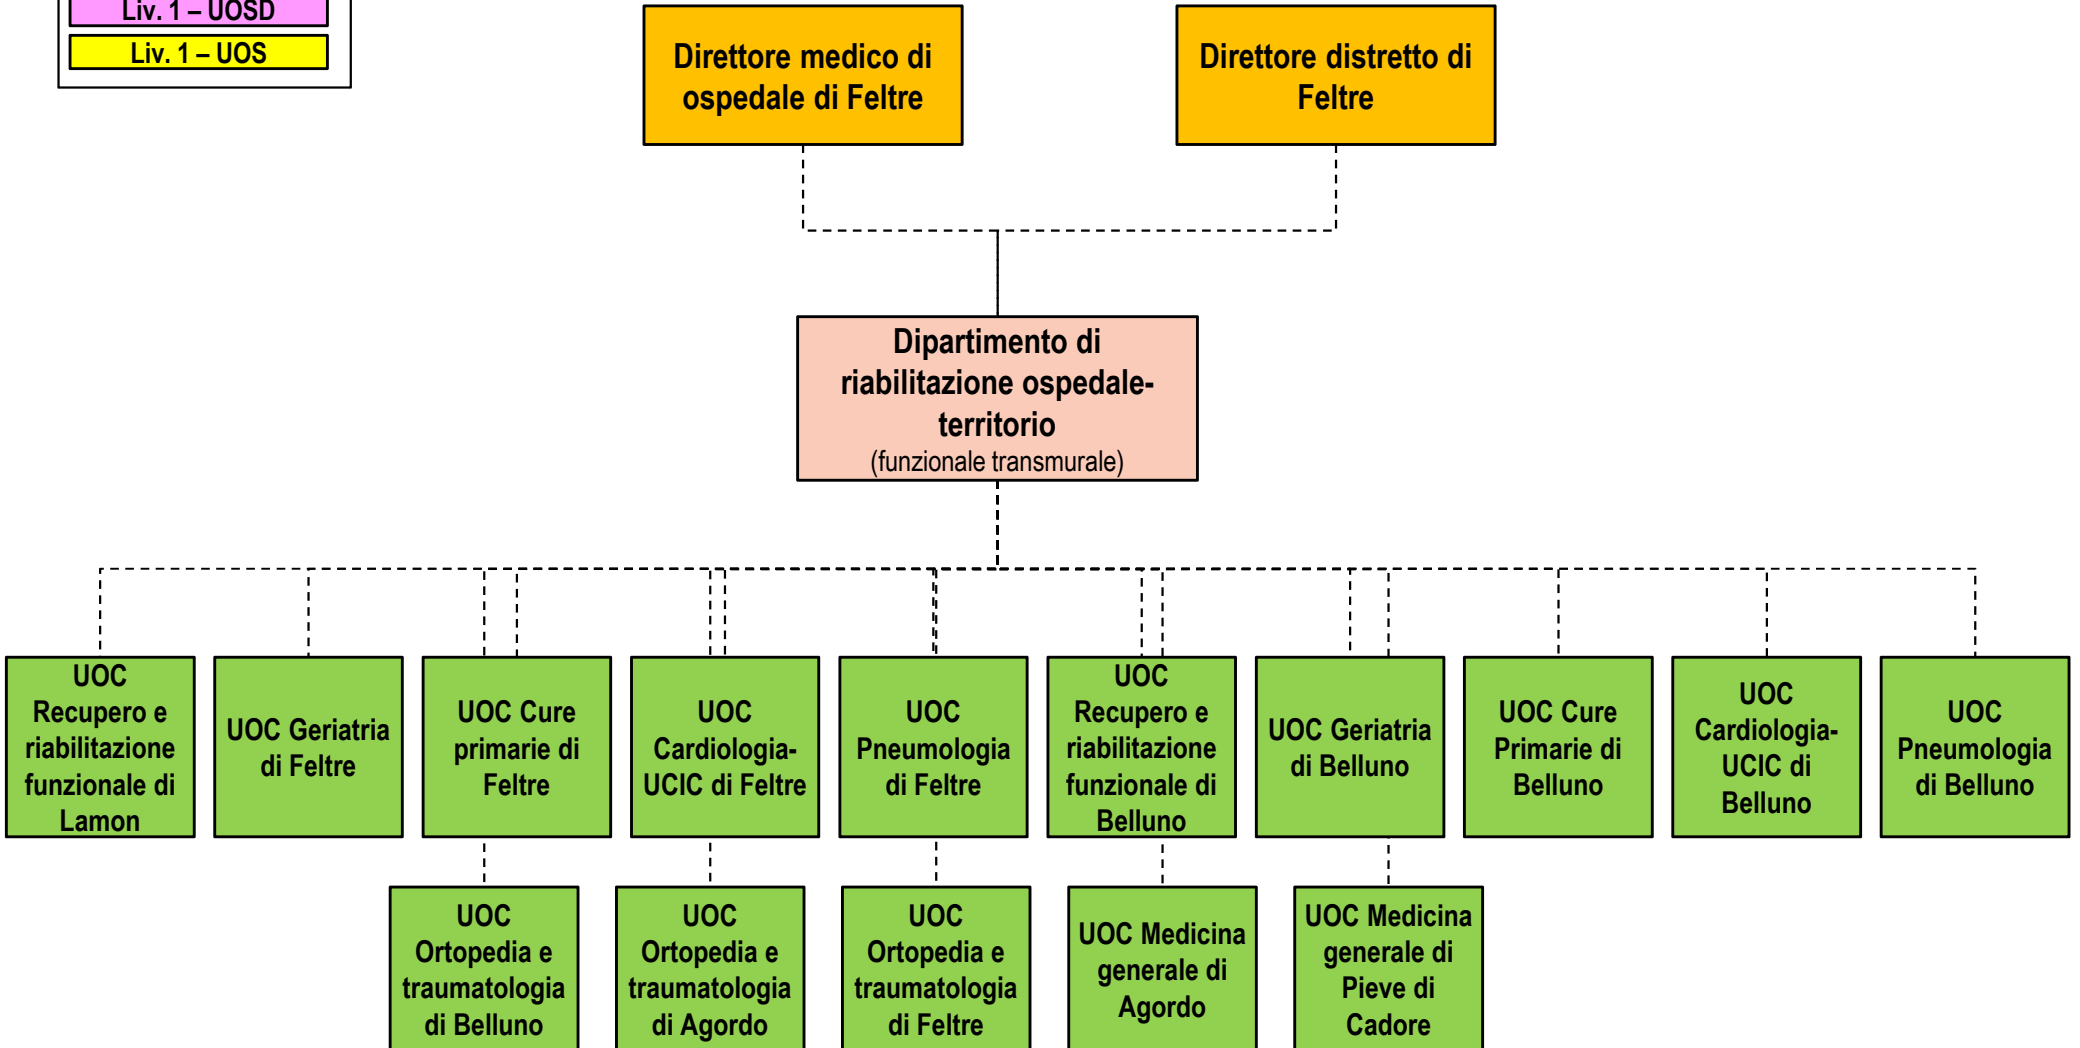 Liv. 1 – UOSD
Liv. 1 – UOS
Direttore medico di
ospedale di Feltre
Direttore distretto di
Feltre
Dipartimento di
riabilitazione ospedale-
territorio
(funzionale transmurale)
UOC
Recupero e
riabilitazione
funzionale di
Lamon
UOC Geriatria
di Feltre
UOC Cure
primarie di
Feltre
UOC
Cardiologia-
UCIC di Feltre
UOC
Pneumologia
di Feltre
UOC
Recupero e
riabilitazione
funzionale di
Belluno
UOC Geriatria
di Belluno
UOC Cure
Primarie di
Belluno
UOC
Cardiologia-
UCIC di
Belluno
UOC
Pneumologia
di Belluno
UOC
Ortopedia e
traumatologia
di Belluno
UOC
Ortopedia e
traumatologia
di Agordo
UOC
Ortopedia e
traumatologia
di Feltre
UOC Medicina
generale di
Agordo
UOC Medicina
generale di
Pieve di
Cadore